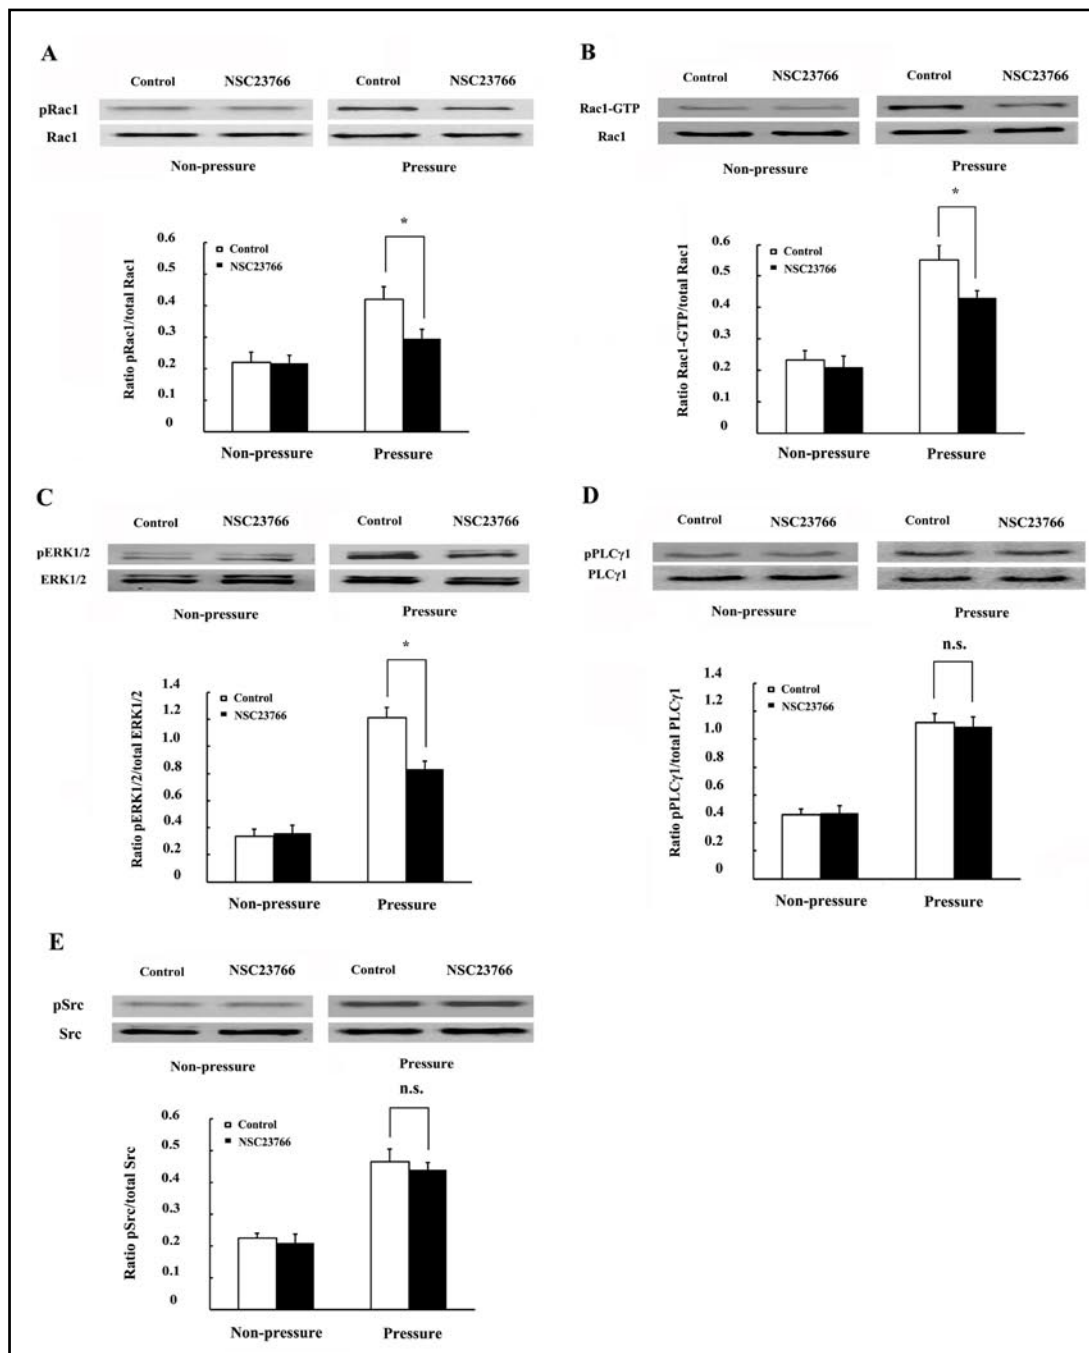 A
Control NSC23766 Control NSC23766
pRac1
Rac1
Non-pressure Pressure
*
0.6
0.5
0.4
0.3
0.2
0.1
0
Ratio pRac1/total Rac1
Control
NSC23766
Non-pressure Pressure
B
Control NSC23766 Control NSC23766
Rac1-GTP
Rac1
Non-pressure Pressure
*
0.6
0.5
0.4
0.3
0.2
0.1
0
Ratio Rac1-GTP/total Rac1
Control
NSC23766
Non-pressure Pressure
C
Control NSC23766 Control NSC23766
pERK1/2
ERK1/2
Non-pressure Pressure
*
1.4
1.2
1.0
0.8
0.6
0.4
0.2
0
Ratio pERK1/2/total ERK1/2
Control
NSC23766
Non-pressure Pressure
D
Control NSC23766 Control NSC23766
pPLCγ1
PLCγ1
Non-pressure Pressure
n.s.
1.4
1.2
1.0
0.8
0.6
0.4
0.2
0
Ratio pPLCγ1/total PLCγ1
Control
NSC23766
Non-pressure Pressure
E
Control NSC23766 Control NSC23766
pSrc
Src
Non-pressure Pressure
n.s.
0.6
0.5
0.4
0.3
0.2
0.1
0
Ratio pSrc/total Src
Control
NSC23766
Non-pressure Pressure